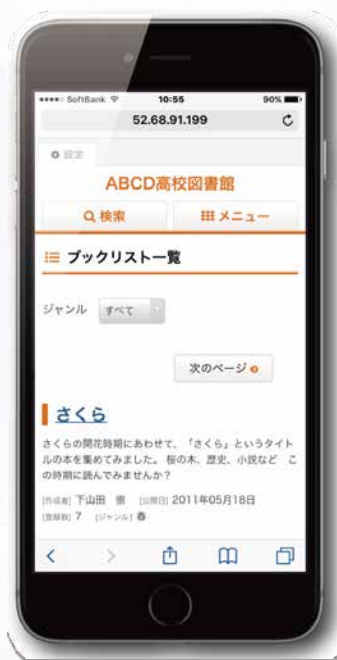 SoftBank 10:55 90%
52.68.91.199
設定
ABCD高校図書館
検索 メニュー
ブックリスト一覧
ジャンル すべて
次のページ
さくら
さくらの開花時期にあわせて、「さくら」というタイト
ルの本を集めてみました。 桜の木、歴史、小説など こ
の時期に読んでみませんか？
[作成者] 下山田 崇 [公開日] 2011年05月18日
[登録数] 7 [ジャンル] 春